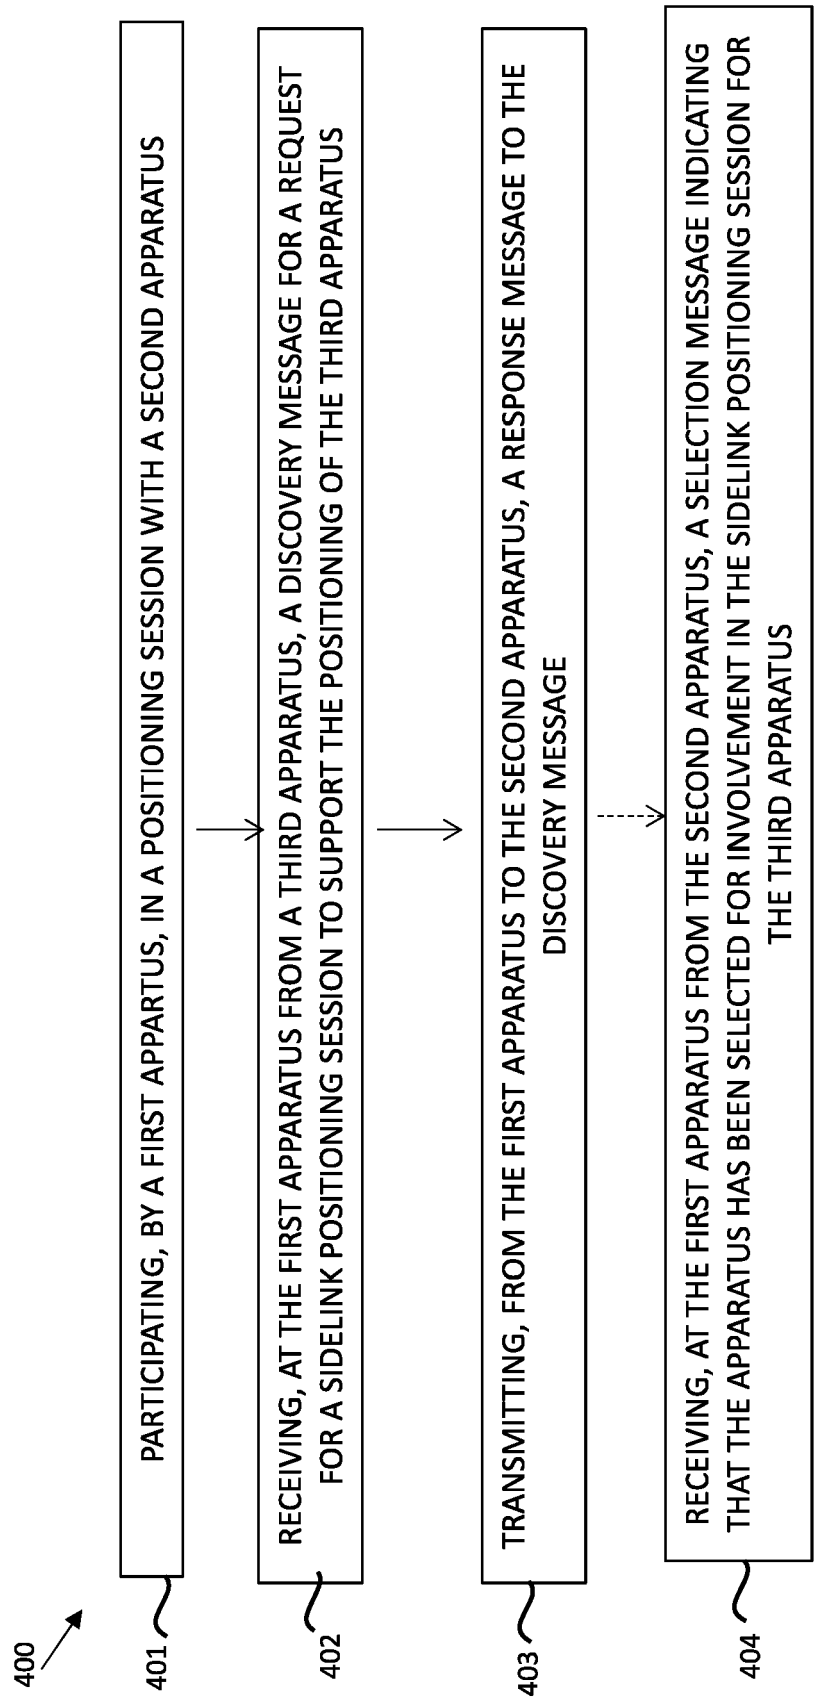 400
401
PARTICIPATING, BY A FIRST APPARTUS, IN A POSITIONING SESSION WITH A SECOND APPARATUS
402
RECEIVING, AT THE FIRST APPARATUS FROM A THIRD APPARATUS, A DISCOVERY MESSAGE FOR A REQUEST
FOR A SIDELINK POSITIONING SESSION TO SUPPORT THE POSITIONING OF THE THIRD APPARATUS
403
TRANSMITTING, FROM THE FIRST APPARATUS TO THE SECOND APPARATUS, A RESPONSE MESSAGE TO THE
DISCOVERY MESSAGE
404
RECEIVING, AT THE FIRST APPARATUS FROM THE SECOND APPARATUS, A SELECTION MESSAGE INDICATING
THAT THE APPARATUS HAS BEEN SELECTED FOR INVOLVEMENT IN THE SIDELINK POSITIONING SESSION FOR
THE THIRD APPARATUS